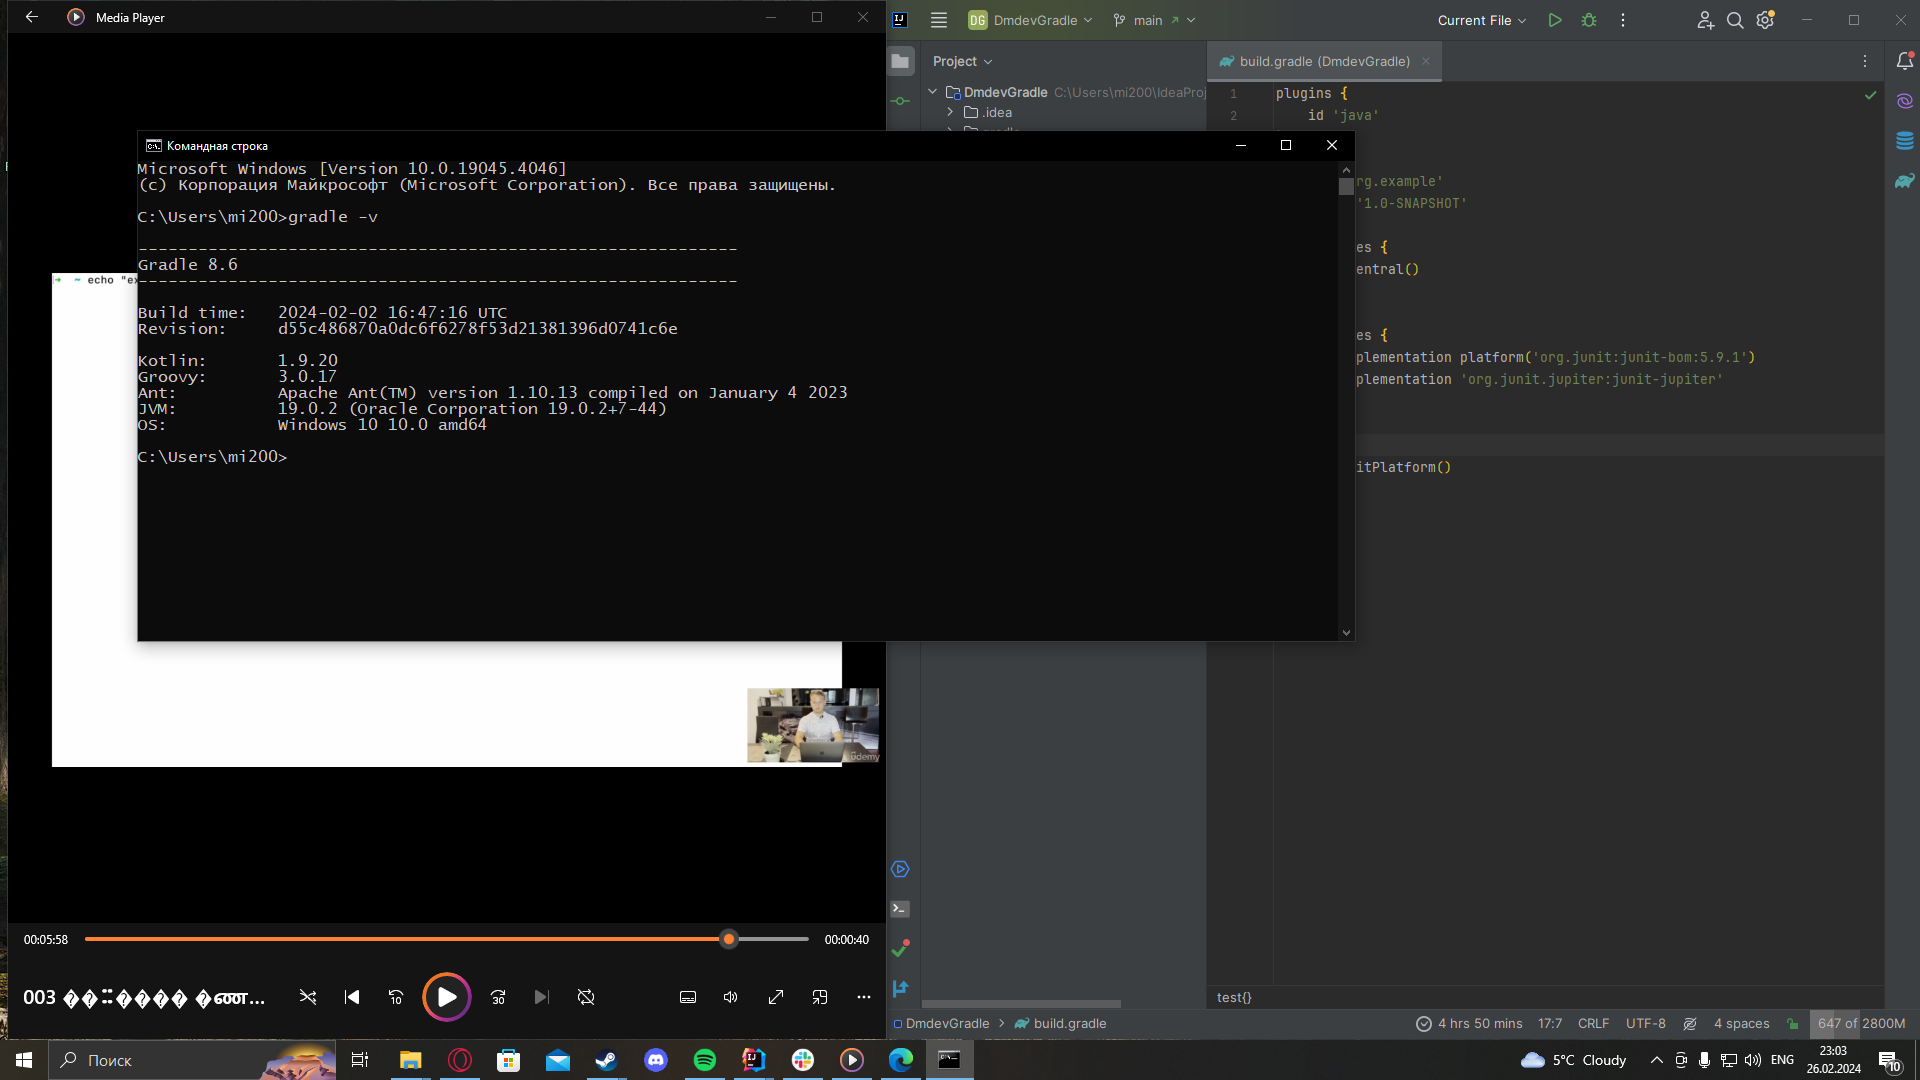 Media Player
DmdevGradle
main
Current File
Project
build.gradle (DmdevGradle)
DmdevGradle C:\Users\mi200\IdeaProj
.idea
1 plugins {
2 id 'java'
Командная строка
Microsoft Windows [Version 10.0.19045.4046]
(c) Корпорация Майкрософт (Microsoft Corporation). Все права защищены.
C:\Users\mi200>gradle -v
------------------------------------------------------------
Gradle 8.6
------------------------------------------------------------
Build time: 2024-02-02 16:47:16 UTC
Revision: d55c486870a0dc6f6278f53d21381396d0741c6e
Kotlin: 1.9.20
Groovy: 3.0.17
Ant: Apache Ant(TM) version 1.10.13 compiled on January 4 2023
JVM: 19.0.2 (Oracle Corporation 19.0.2+7-44)
OS: Windows 10 10.0 amd64
C:\Users\mi200>
rg.example'
'1.0-SNAPSHOT'
es {
entral()
es {
plementation platform('org.junit:junit-bom:5.9.1')
plementation 'org.junit.jupiter:junit-jupiter'
itPlatform()
~ echo "ex
udemy
00:05:58
00:00:40
003
10
30
test{}
DmdevGradle > build.gradle
4 hrs 50 mins
17:7
CRLF
UTF-8
4 spaces
647 of 2800M
Поиск
5°C Cloudy
ENG
23:03
26.02.2024
10